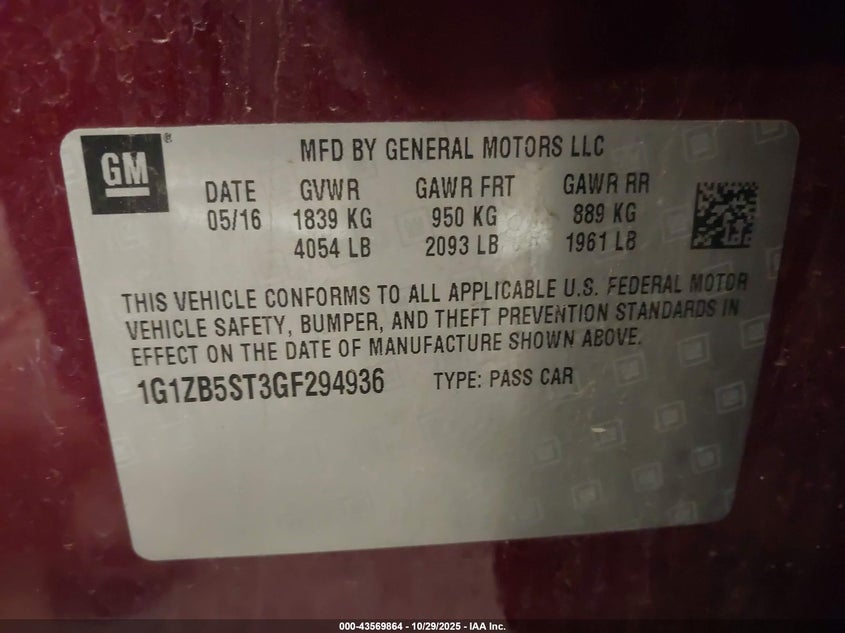 GM
®
MFD BY GENERAL MOTORS LLC
DATE GVWR GAWR FRT GAWR RR
05/16 1839 KG 950 KG 889 KG
4054 LB 2093 LB 1961 LB
THIS VEHICLE CONFORMS TO ALL APPLICABLE U.S. FEDERAL MOTOR
VEHICLE SAFETY, BUMPER, AND THEFT PREVENTION STANDARDS IN
EFFECT ON THE DATE OF MANUFACTURE SHOWN ABOVE.
1G1ZB5ST3GF294936 TYPE: PASS CAR
000-43569864 - 10/29/2025 - IAA Inc.